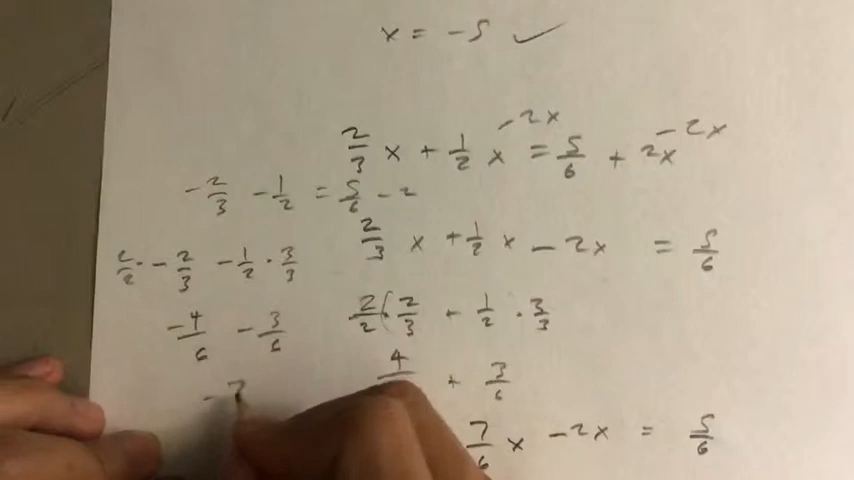 x = -5 ✓
-2x -2x
2/3 x + 1/2 x = 5/6 + 2x
-2/3 - 1/2 = 5/6 - 2
2/3 x + 1/2 x - 2x = 5/6
2/2 · -2/3 - 1/2 · 3/3
2/2 ( · 2/3 + 1/2 · 3/3
-4/6 - 3/6
4 + 3/6
-7
7/6 x - 2x = 5/6